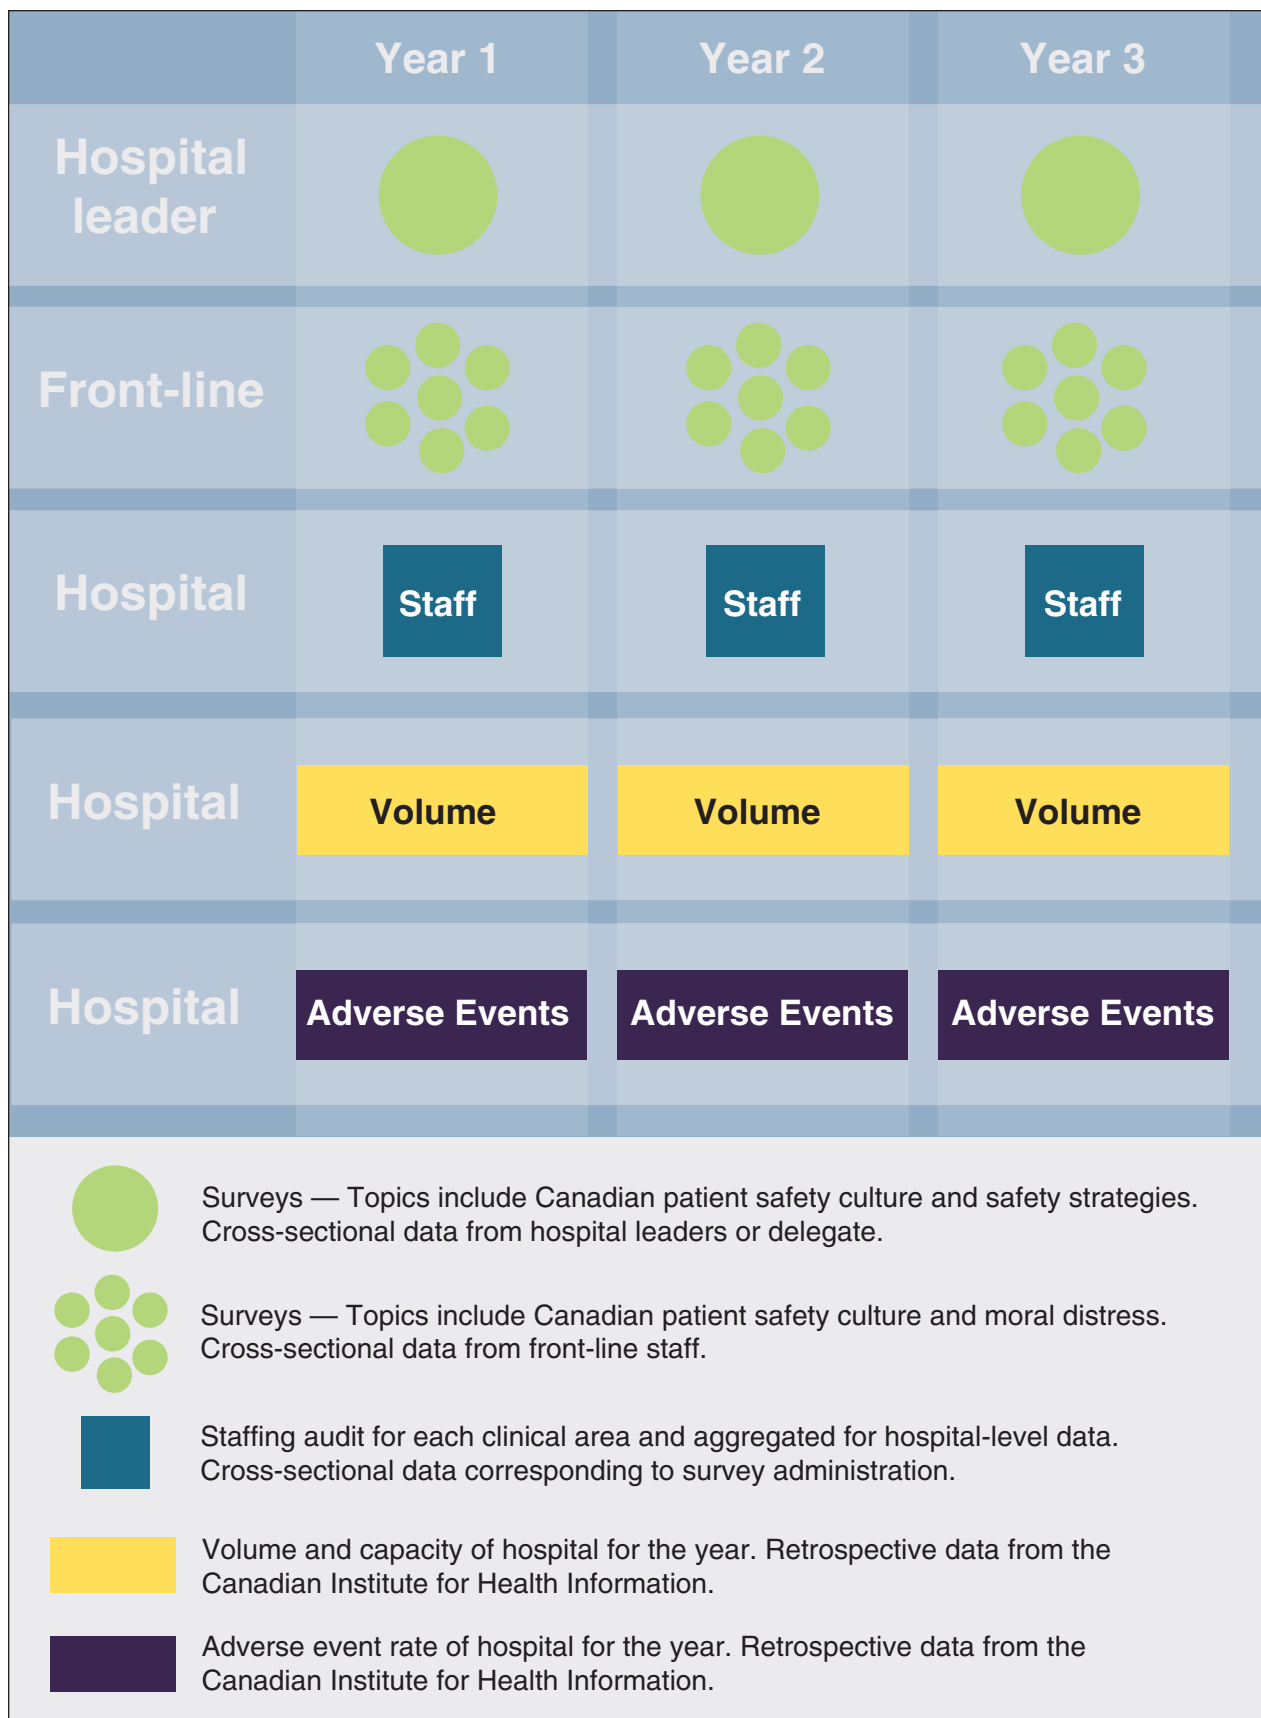 Year 1 Year 2 Year 3
Hospital
leader
Front-line
Hospital Staff Staff Staff
Hospital Volume Volume Volume
Hospital Adverse Events Adverse Events Adverse Events
Surveys — Topics include Canadian patient safety culture and safety strategies.
Cross-sectional data from hospital leaders or delegate.
Surveys — Topics include Canadian patient safety culture and moral distress.
Cross-sectional data from front-line staff.
Staffing audit for each clinical area and aggregated for hospital-level data.
Cross-sectional data corresponding to survey administration.
Volume and capacity of hospital for the year. Retrospective data from the
Canadian Institute for Health Information.
Adverse event rate of hospital for the year. Retrospective data from the
Canadian Institute for Health Information.